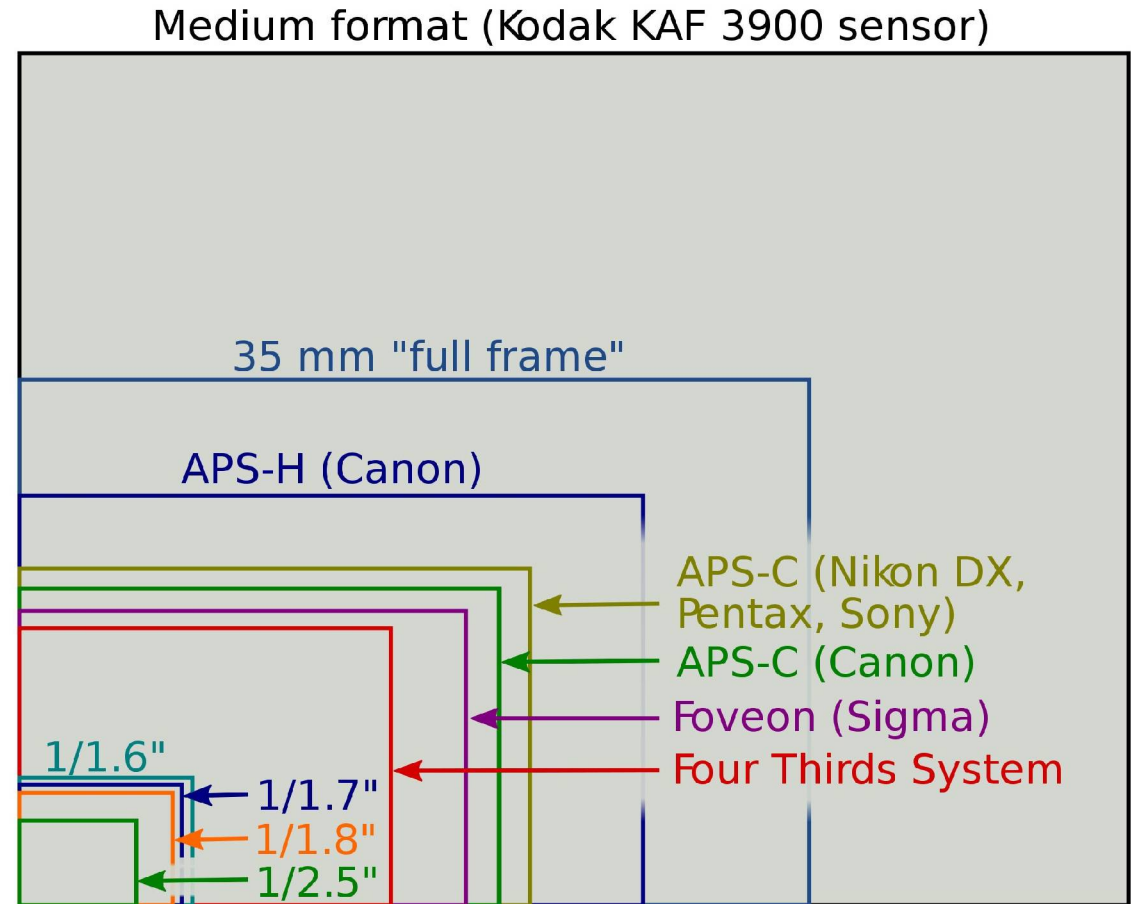 Medium format (Kodak KAF 3900 sensor)
35 mm "full frame"
APS-H (Canon)
APS-C (Nikon DX,
Pentax, Sony)
APS-C (Canon)
Foveon (Sigma)
Four Thirds System
1/1.6"
1/1.7"
1/1.8"
1/2.5"